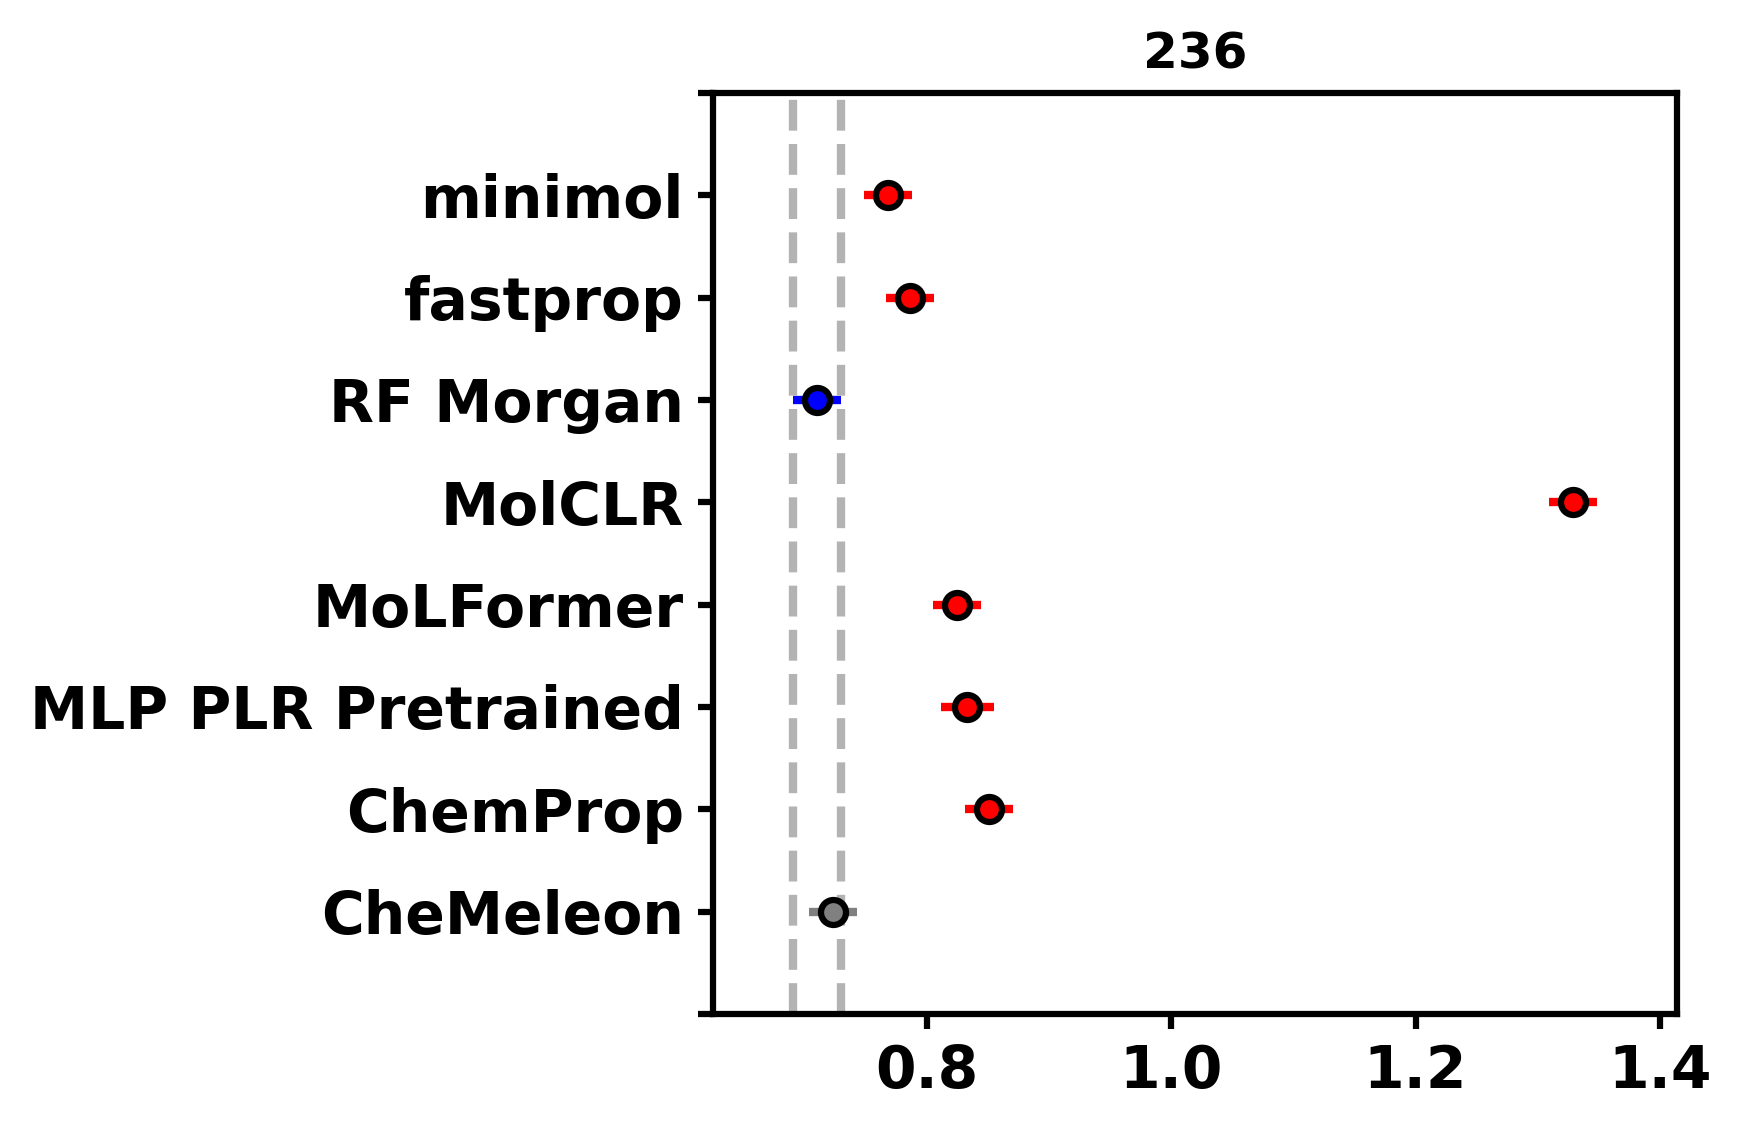 236
minimol
fastprop
RF Morgan
MolCLR
MoLFormer
MLP PLR Pretrained
ChemProp
CheMeleon
0.8 1.0 1.2 1.4